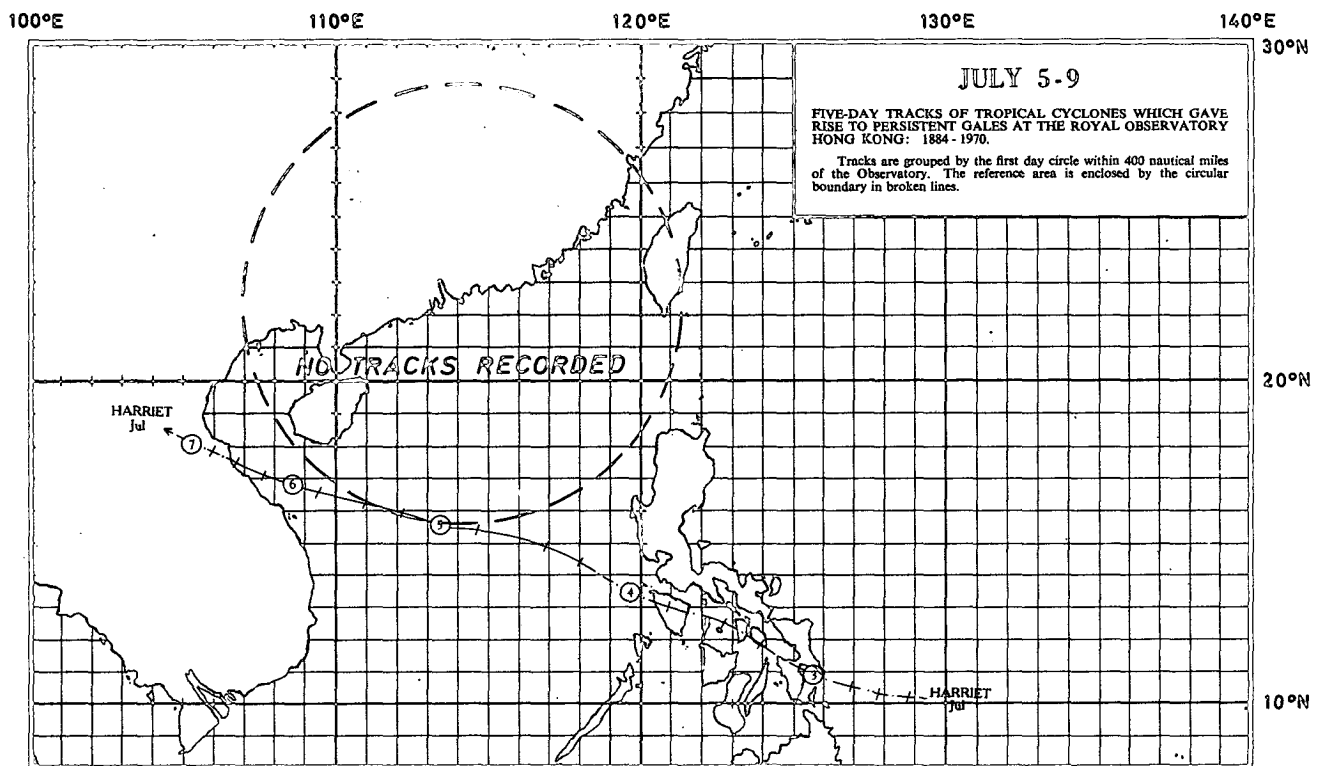 100°E 110°E 120°E 130°E 140°E
30°N
JULY 5-9
FIVE-DAY TRACKS OF TROPICAL CYCLONES WHICH GAVE
RISE TO PERSISTENT GALES AT THE ROYAL OBSERVATORY
HONG KONG: 1884 - 1970.
Tracks are grouped by the first day circle within 400 nautical miles
of the Observatory. The reference area is enclosed by the circular
boundary in broken lines.
NO TRACKS RECORDED
20°N
HARRIET
Jul
7
6
5
4
3
HARRIET
Jul
10°N